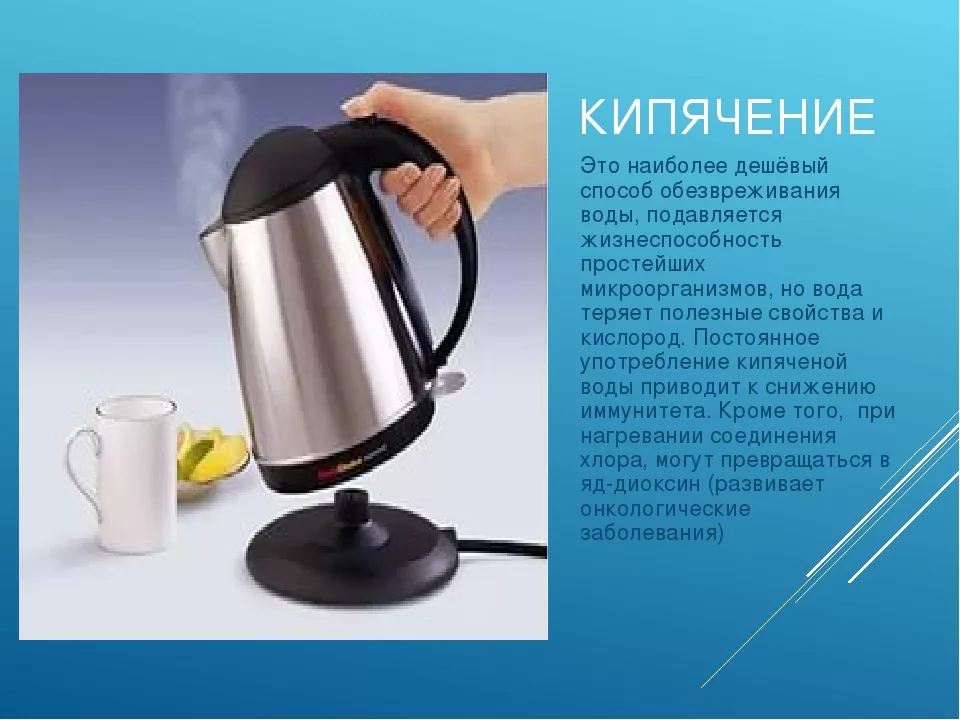 КИПЯЧЕНИЕ
Это наиболее дешёвый
способ обезвреживания
воды, подавляется
жизнеспособность
простейших
микроорганизмов, но вода
теряет полезные свойства и
кислород. Постоянное
употребление кипяченой
воды приводит к снижению
иммунитета. Кроме того,  при
нагревании соединения
хлора, могут превращаться в
яд-диоксин (развивает
онкологические
заболевания)